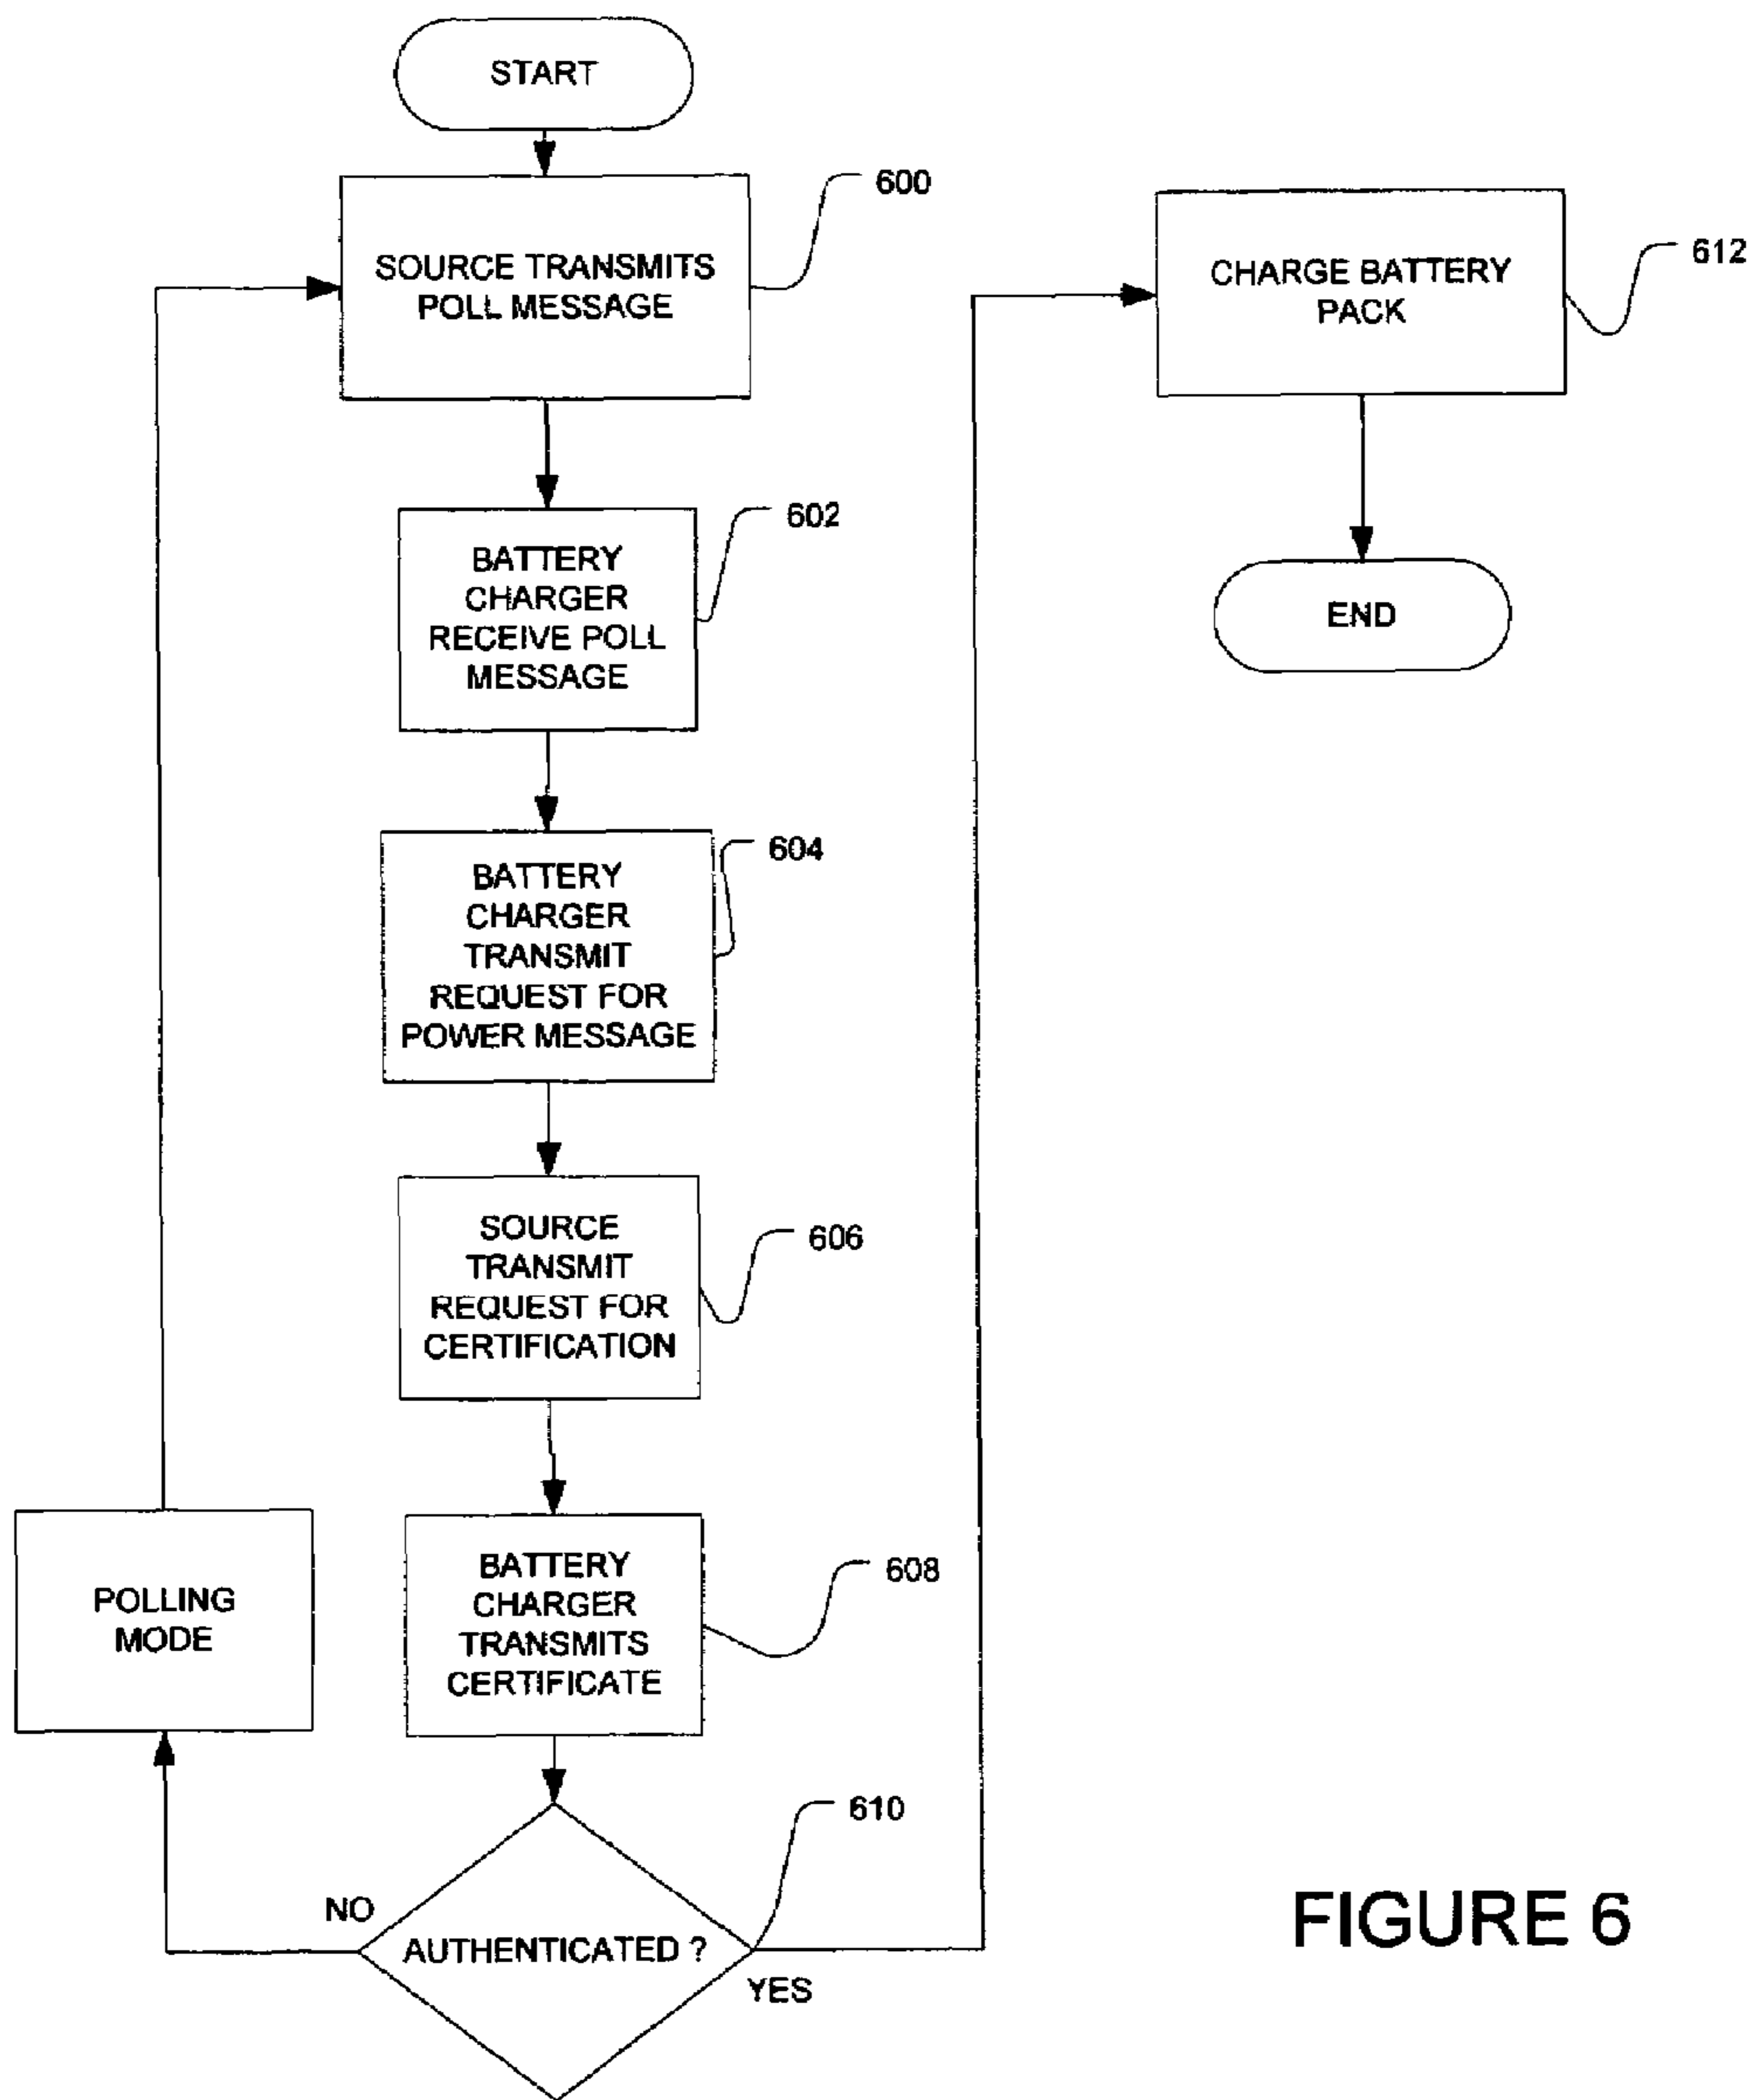 START
600
SOURCE TRANSMITS
POLL MESSAGE
602
BATTERY
CHARGER
RECEIVE POLL
MESSAGE
604
BATTERY
CHARGER
TRANSMIT
REQUEST FOR
POWER MESSAGE
606
SOURCE
TRANSMIT
REQUEST FOR
CERTIFICATION
608
BATTERY
CHARGER
TRANSMITS
CERTIFICATE
610
AUTHENTICATED ?
NO
YES
POLLING
MODE
612
CHARGE BATTERY
PACK
END
FIGURE 6